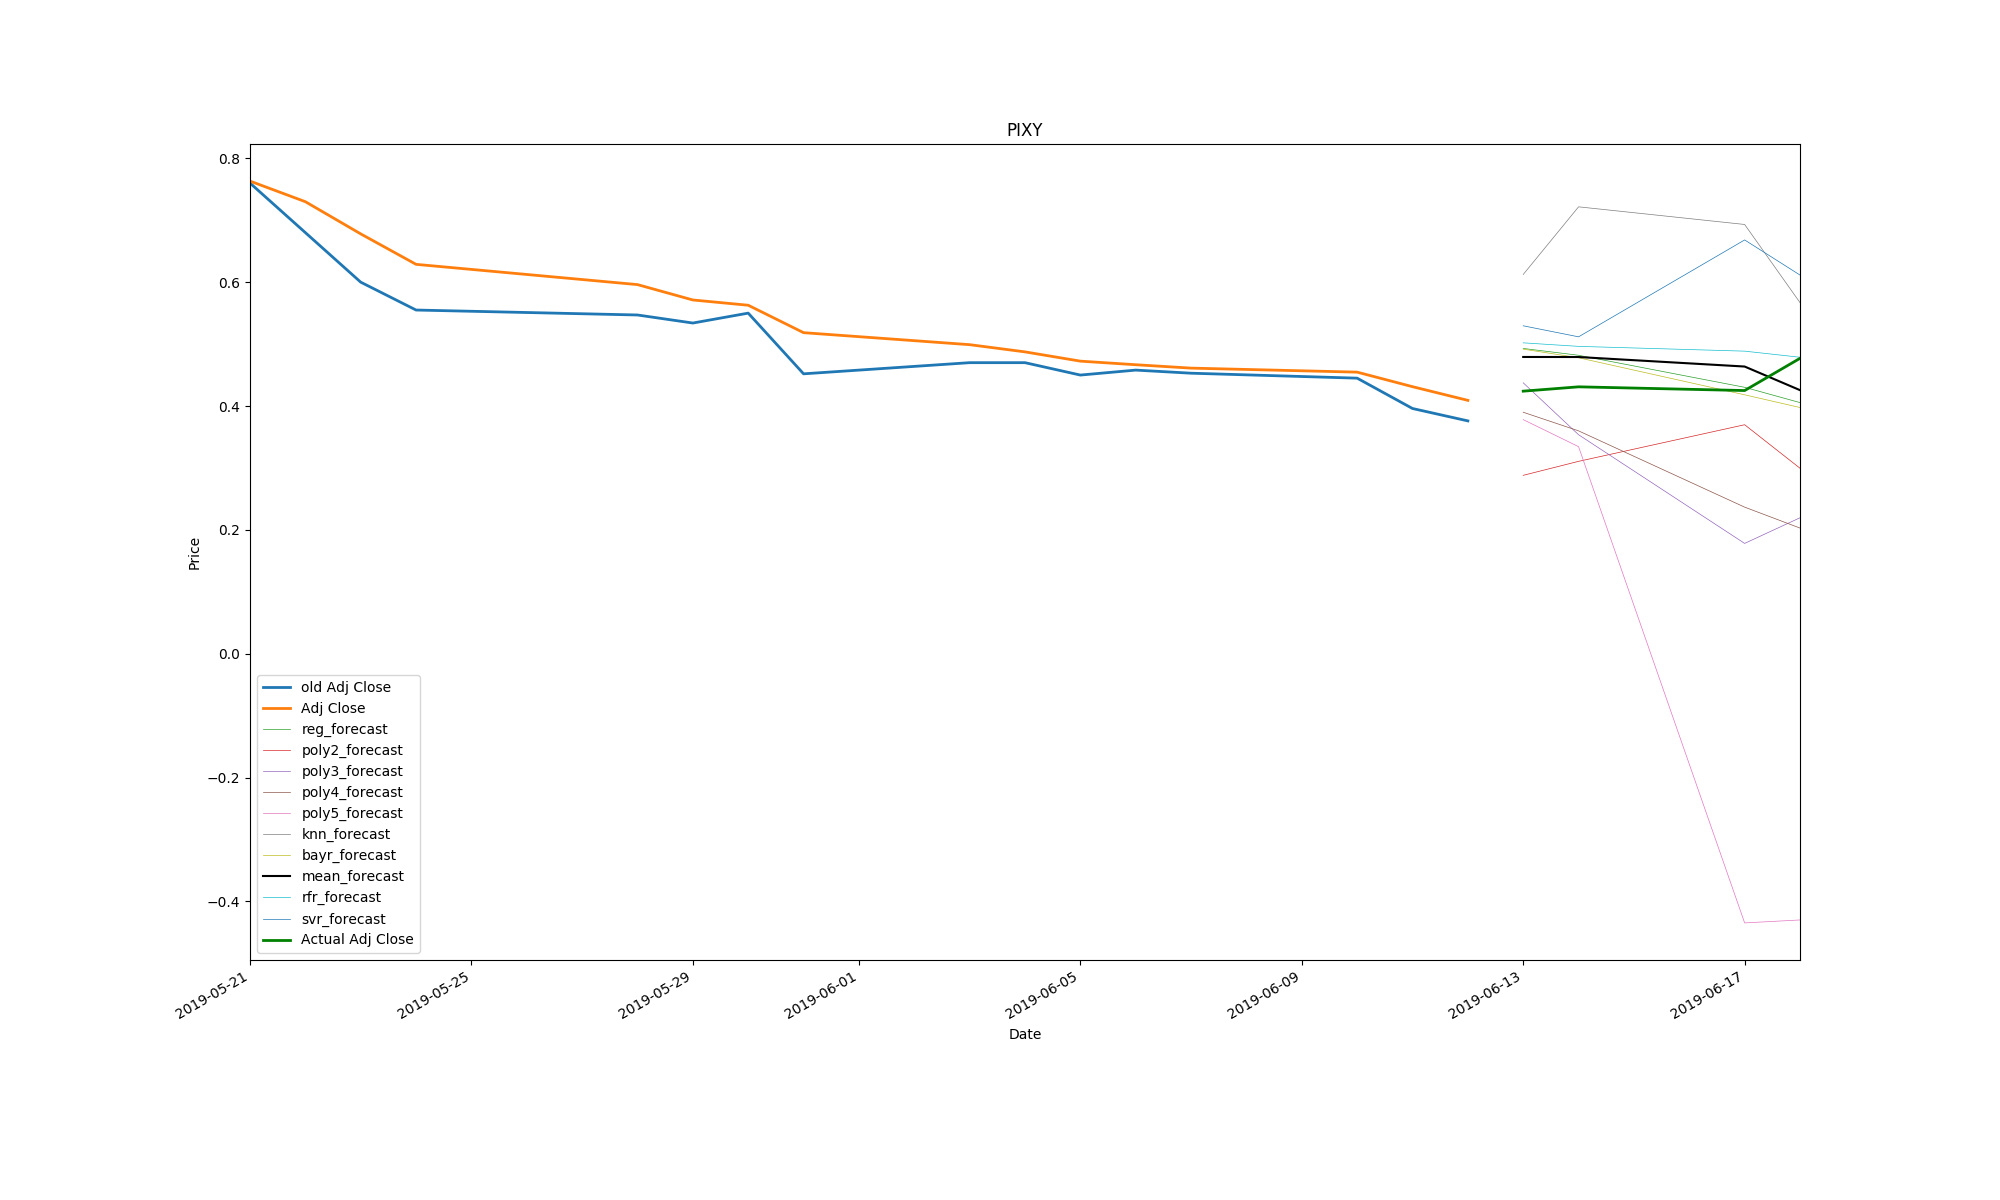 PIXY
0.8
0.6
0.4
0.2
0.0
−0.2
−0.4
Price
old Adj Close
Adj Close
reg_forecast
poly2_forecast
poly3_forecast
poly4_forecast
poly5_forecast
knn_forecast
bayr_forecast
mean_forecast
rfr_forecast
svr_forecast
Actual Adj Close
2019-05-21
2019-05-25
2019-05-29
2019-06-01
2019-06-05
2019-06-09
2019-06-13
2019-06-17
Date